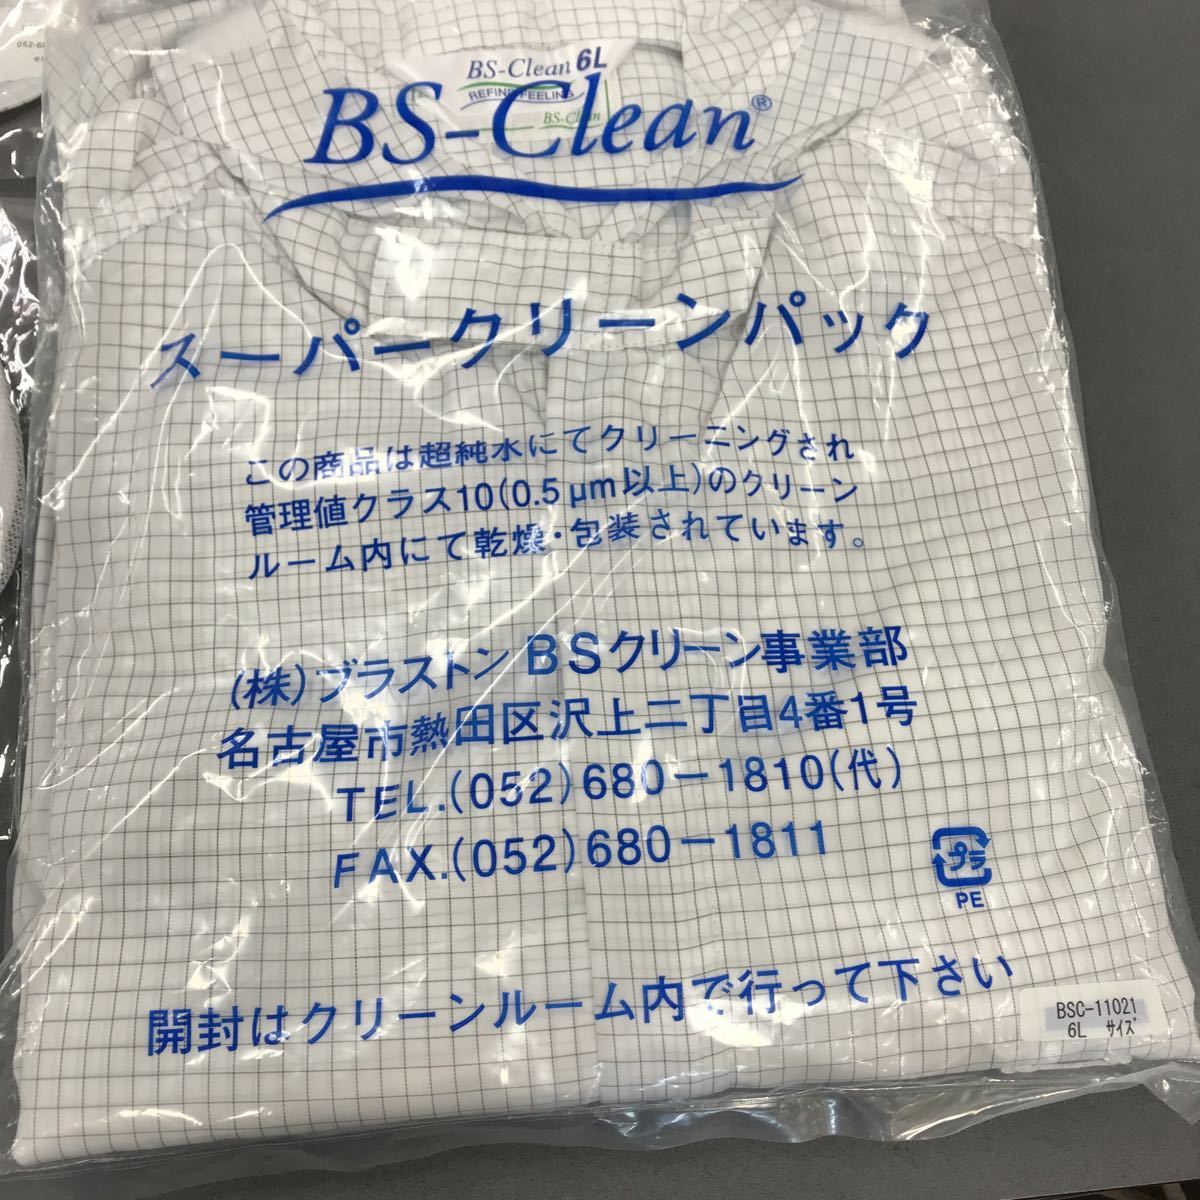 052-68
BS-Clean 6L
REFINE FEELING
BS-Clean
BS-Clean®
スーパークリーンパック
この商品は超純水にてクリーニングされ
管理値クラス10(0.5μm以上)のクリーン
ルーム内にて乾燥・包装されています。
(株)ブラストン BSクリーン事業部
名古屋市熱田区沢上二丁目4番1号
TEL.(052)680-1810(代)
FAX.(052)680-1811
プラ
PE
開封はクリーンルーム内で行って下さい
BSC-11021
6L サイズ